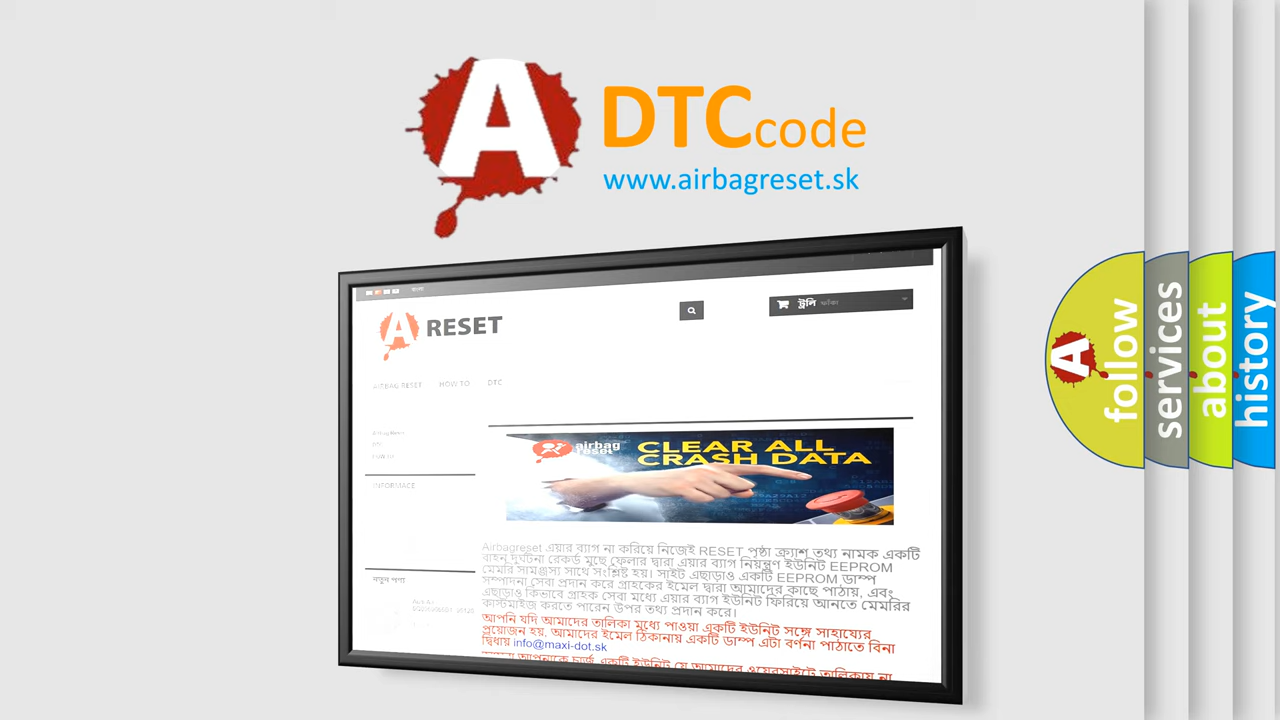 A
DTC code
www.airbagreset.sk
বাংলা
ট্রলি
A RESET
AIRBAG RESET HOW TO DTC
airbag
reset
CLEAR ALL
CRASH DATA
INFORMACE
Airbagreset এয়ার ব্যাগ না করিয়ে নিজেই RESET পৃষ্ঠা ক্র্যাশ তথ্য নামক একটি
বাহন দুর্ঘটনা রেকর্ড মুছে ফেলার দ্বারা এয়ার ব্যাগ নিয়ন্ত্রণ ইউনিট EEPROM
মেমরি সামঞ্জস্য সাথে সংশ্লিষ্ট হয়। সাইট এছাড়াও একটি EEPROM ডাম্প
সম্পাদনা সেবা প্রদান করে গ্রাহকের ইমেল দ্বারা আমাদের কাছে পাঠায়, এবং
এছাড়াও কিভাবে গ্রাহক সেবা মধ্যে এয়ার ব্যাগ ইউনিট ফিরিয়ে আনতে মেমরির
কাস্টমাইজ করতে পারেন উপর তথ্য প্রদান করে।
নতুন পণ্য
আপনি যদি আমাদের তালিকা মধ্যে পাওয়া একটি ইউনিট সঙ্গে সাহায্যের
প্রয়োজন হয়, আমাদের ইমেল ঠিকানায় একটি ডাম্প এটা বর্ণনা পাঠাতে বিনা
দ্বিধায় info@maxi-dot.sk
follow
services
about
history